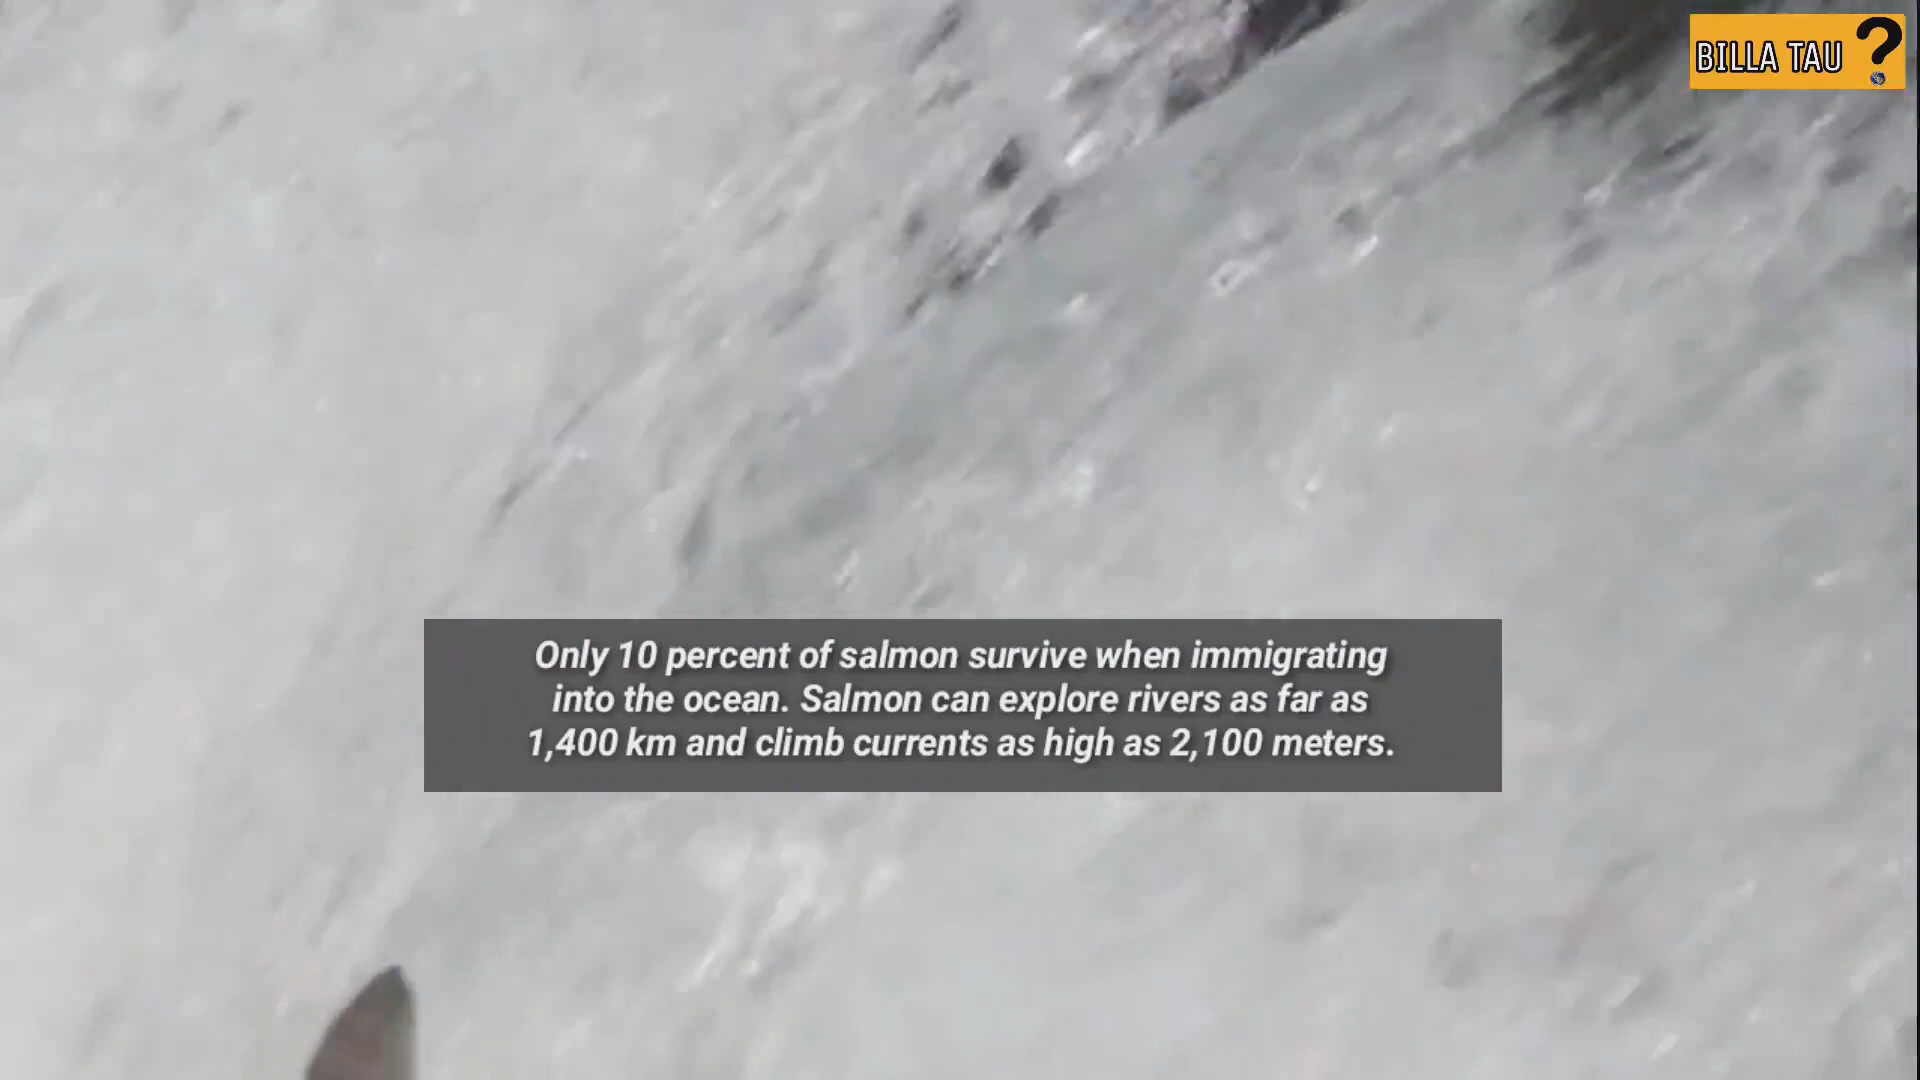 BILLA TAU ?
Only 10 percent of salmon survive when immigrating
into the ocean. Salmon can explore rivers as far as
1,400 km and climb currents as high as 2,100 meters.